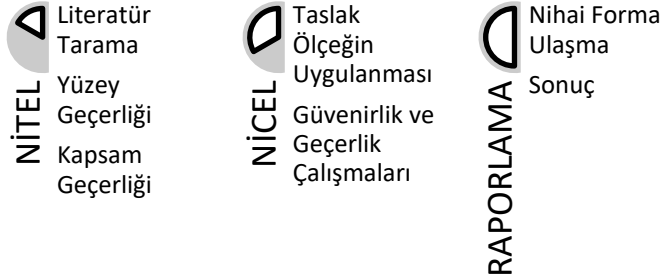 NİTEL
Literatür
Tarama
Yüzey
Geçerliği
Kapsam
Geçerliği
NİCEL
Taslak
Ölçeğin
Uygulanması
Güvenirlik ve
Geçerlik
Çalışmaları
RAPORLAMA
Nihai Forma
Ulaşma
Sonuç